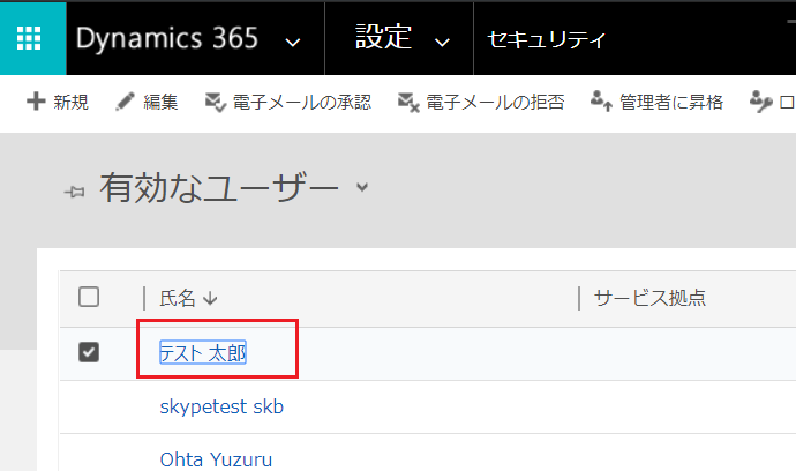 Dynamics 365 設定 セキュリティ
新規 編集 電子メールの承認 電子メールの拒否 管理者に昇格 ロ
有効なユーザー
氏名 サービス拠点
テスト 太郎
skypetest skb
Ohta Yuzuru